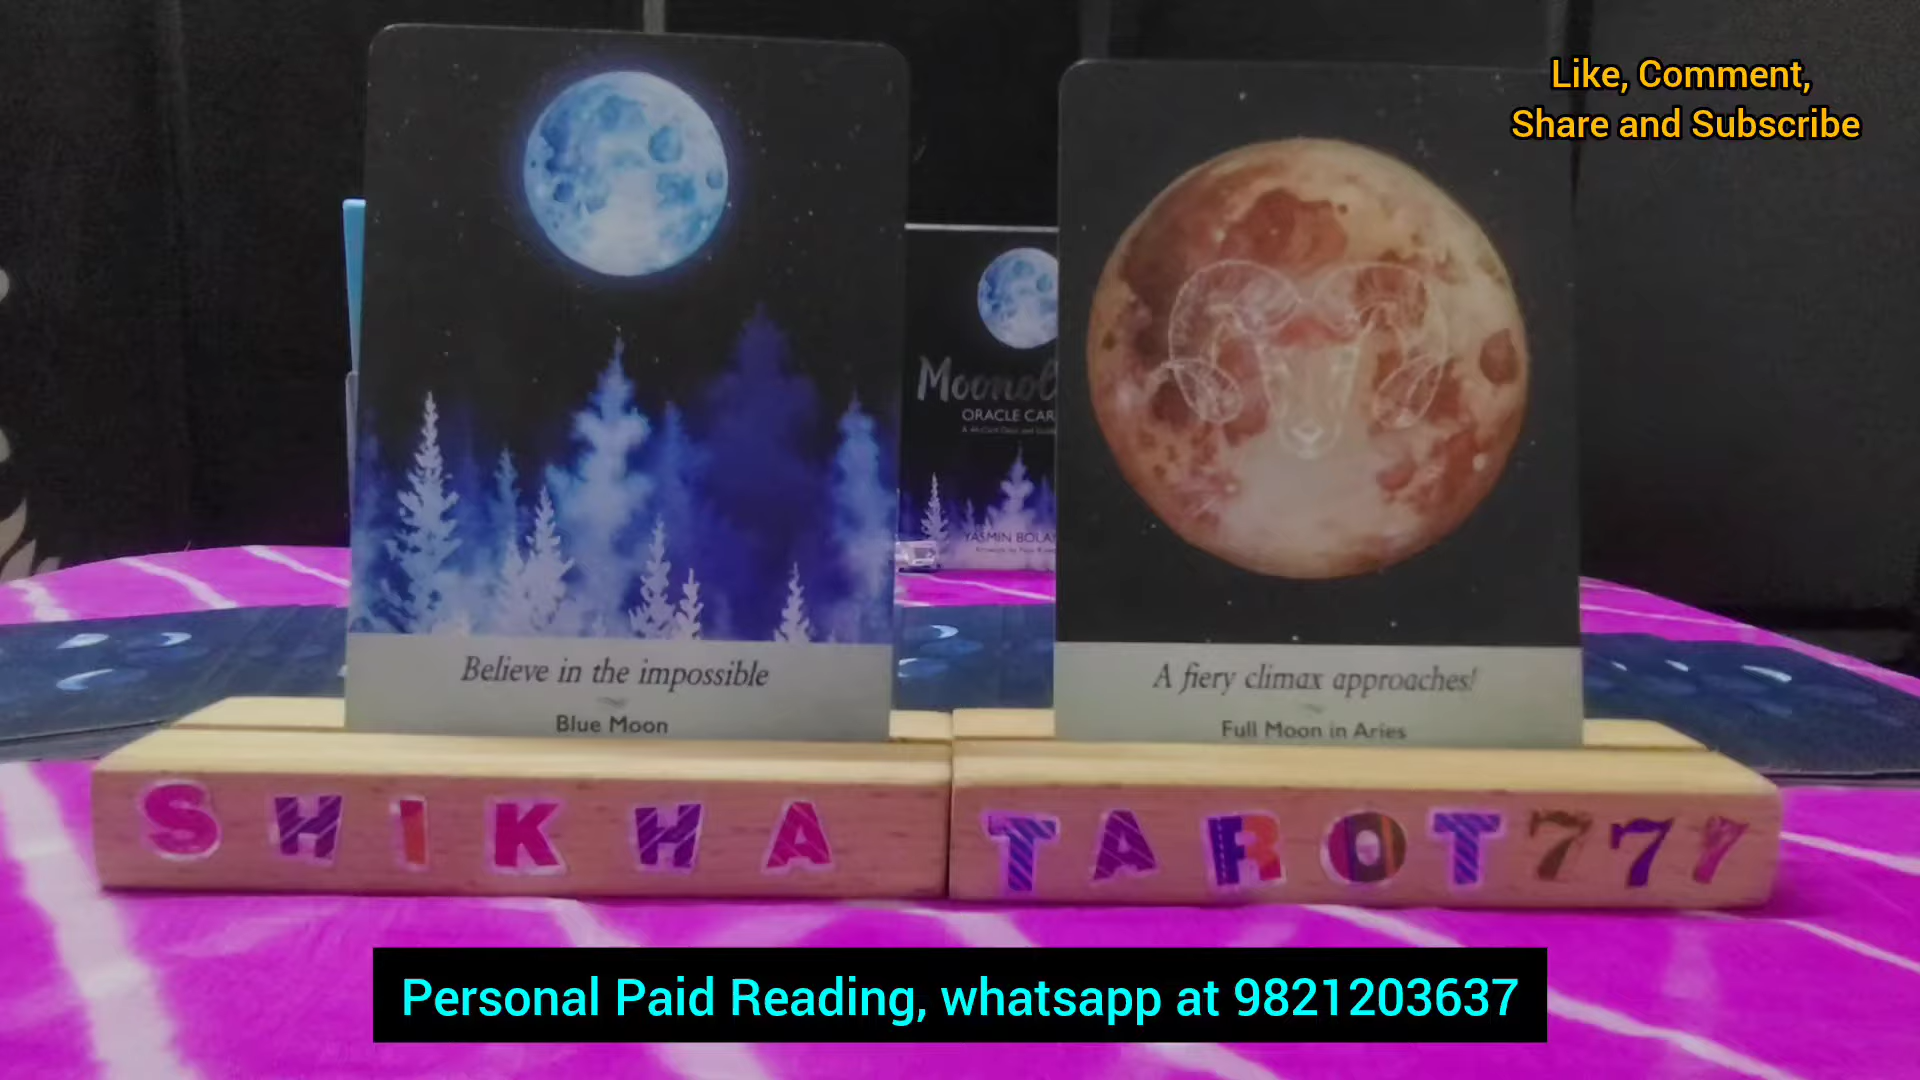 Like, Comment,
Share and Subscribe
ORACLE CAR
Believe in the impossible
Blue Moon
A fiery climax approaches!
Full Moon in Aries
SHIKHA TAROT777
Personal Paid Reading, whatsapp at 9821203637